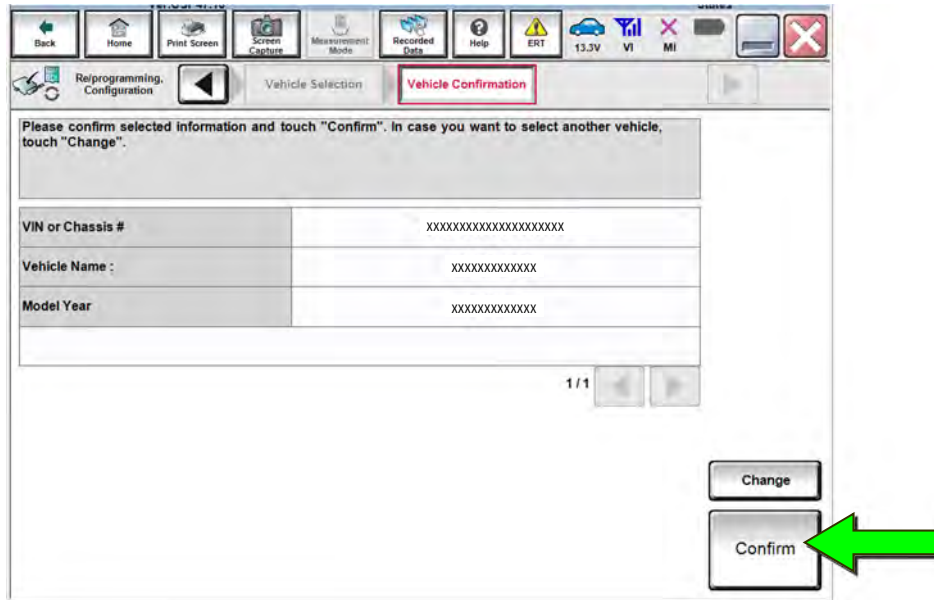 Back
Home
Print Screen
Screen
Capture
Measurement
Mode
Recorded
Data
Help
ERT
13.3V
VI
MI
Re/programming,
Configuration
Vehicle Selection
Vehicle Confirmation
Please confirm selected information and touch "Confirm". In case you want to select another vehicle,
touch "Change".
VIN or Chassis # XXXXXXXXXXXXXXXXXXXXX
Vehicle Name : XXXXXXXXXXXXX
Model Year XXXXXXXXXXXXX
1/1
Change
Confirm